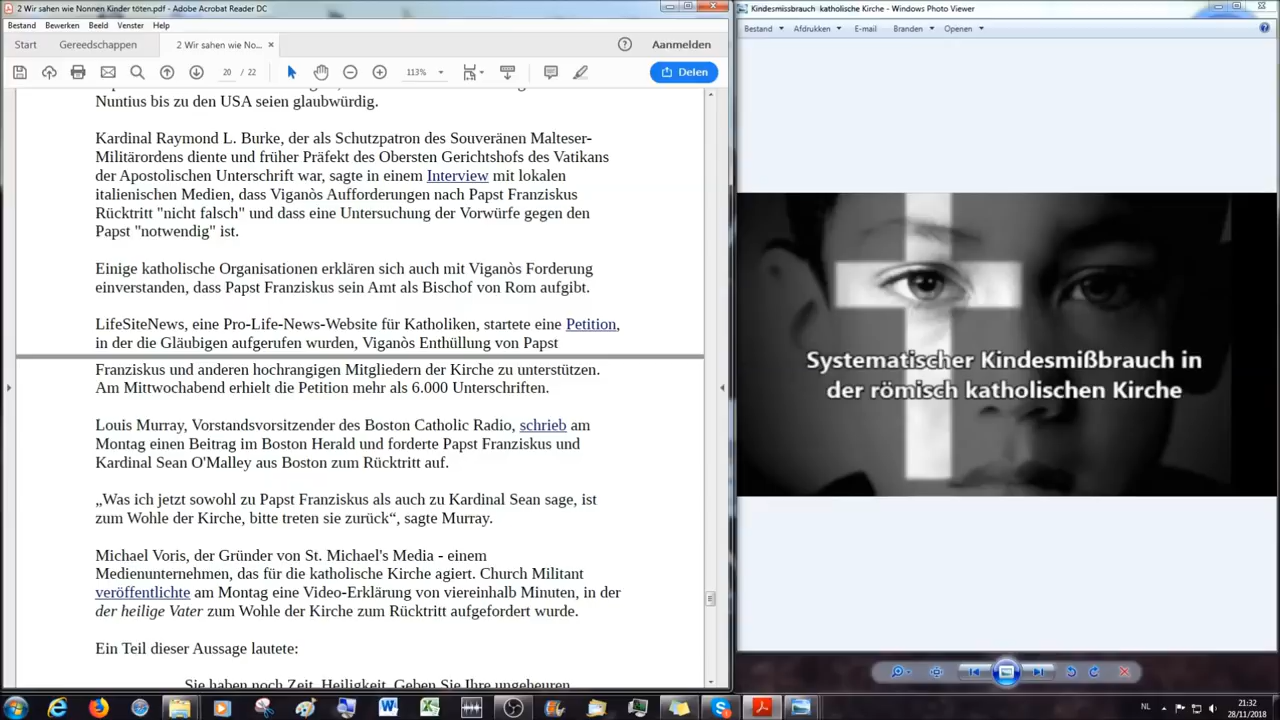 2 Wir sahen wie Nonnen Kinder töten.pdf - Adobe Acrobat Reader DC
Bestand Bewerken Beeld Venster Help
Start Gereedschappen 2 Wir sahen wie No... × Aanmelden
20 / 22 113% Delen
Nuntius bis zu den USA seien glaubwürdig.
Kardinal Raymond L. Burke, der als Schutzpatron des Souveränen Malteser-
Militärordens diente und früher Präfekt des Obersten Gerichtshofs des Vatikans
der Apostolischen Unterschrift war, sagte in einem Interview mit lokalen
italienischen Medien, dass Viganòs Aufforderungen nach Papst Franziskus
Rücktritt "nicht falsch" und dass eine Untersuchung der Vorwürfe gegen den
Papst "notwendig" ist.
Einige katholische Organisationen erklären sich auch mit Viganòs Forderung
einverstanden, dass Papst Franziskus sein Amt als Bischof von Rom aufgibt.
LifeSiteNews, eine Pro-Life-News-Website für Katholiken, startete eine Petition,
in der die Gläubigen aufgerufen wurden, Viganòs Enthüllung von Papst
Franziskus und anderen hochrangigen Mitgliedern der Kirche zu unterstützen.
Am Mittwochabend erhielt die Petition mehr als 6.000 Unterschriften.
Louis Murray, Vorstandsvorsitzender des Boston Catholic Radio, schrieb am
Montag einen Beitrag im Boston Herald und forderte Papst Franziskus und
Kardinal Sean O'Malley aus Boston zum Rücktritt auf.
„Was ich jetzt sowohl zu Papst Franziskus als auch zu Kardinal Sean sage, ist
zum Wohle der Kirche, bitte treten sie zurück“, sagte Murray.
Michael Voris, der Gründer von St. Michael's Media - einem
Medienunternehmen, das für die katholische Kirche agiert. Church Militant
veröffentlichte am Montag eine Video-Erklärung von viereinhalb Minuten, in der
der heilige Vater zum Wohle der Kirche zum Rücktritt aufgefordert wurde.
Ein Teil dieser Aussage lautete:
Sie haben noch Zeit, Heiligkeit. Geben Sie Ihre ungeheuren
Kindesmissbrauch katholische Kirche - Windows Photo Viewer
Bestand Afdrukken E-mail Branden Openen
Systematischer Kindesmißbrauch in
der römisch katholischen Kirche
NL 21:32
28/11/2018